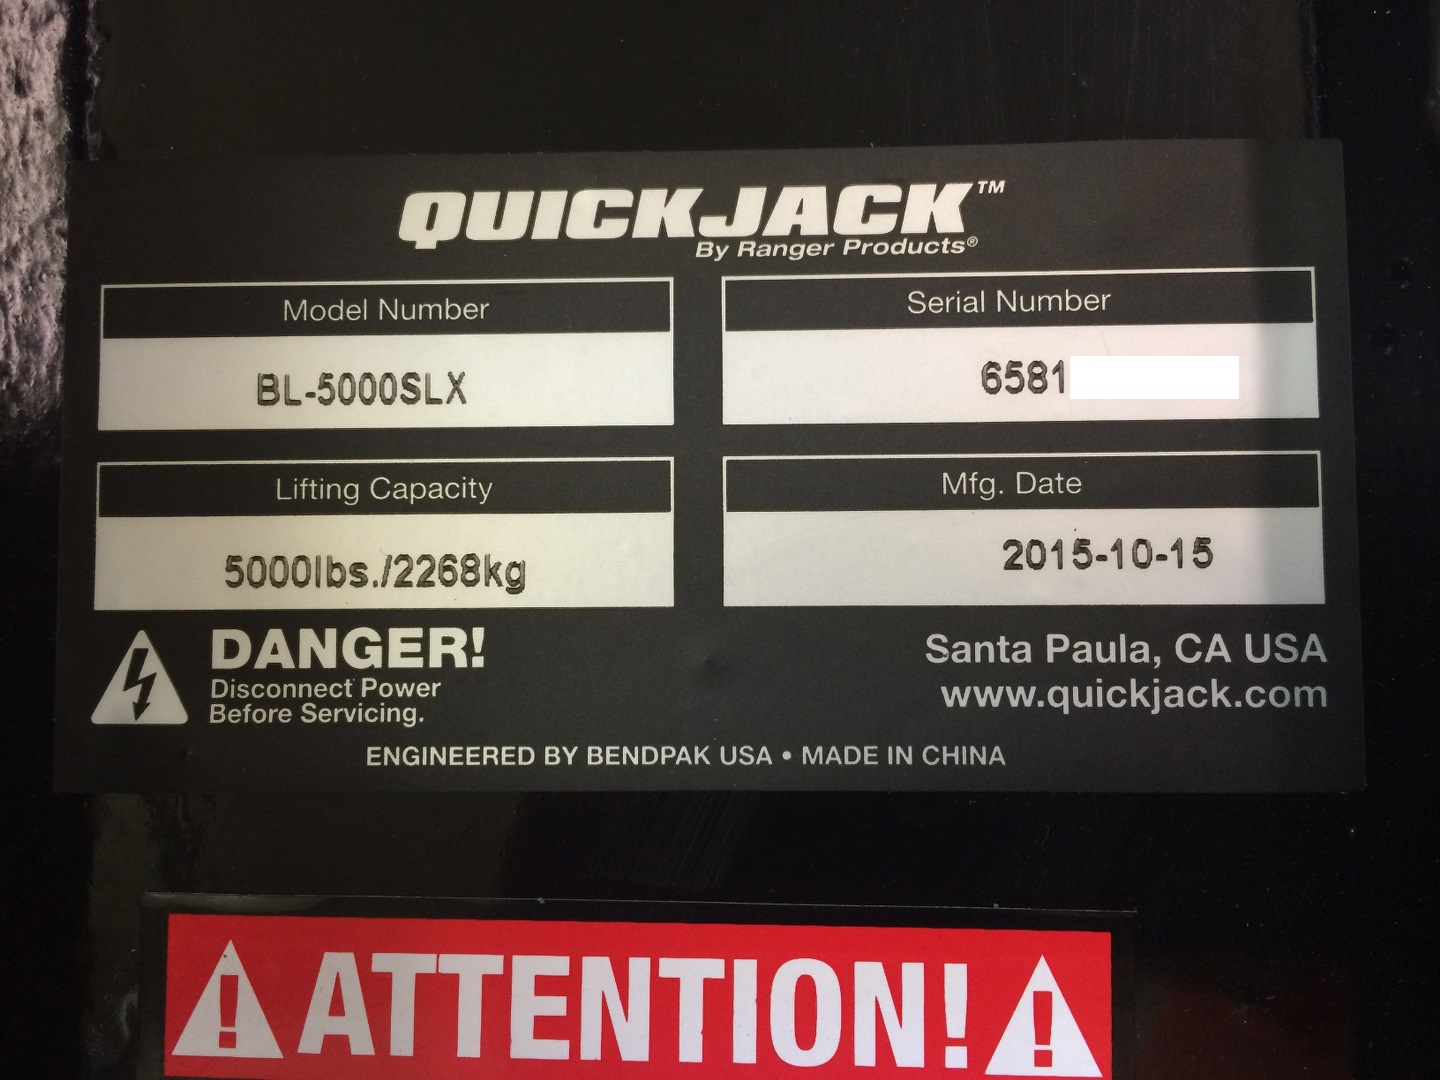 QUICKJACK™
By Ranger Products®
Model Number
BL-5000SLX
Serial Number
6581
Lifting Capacity
5000lbs./2268kg
Mfg. Date
2015-10-15
DANGER!
Disconnect Power
Before Servicing.
Santa Paula, CA USA
www.quickjack.com
ENGINEERED BY BENDPAK USA • MADE IN CHINA
ATTENTION!